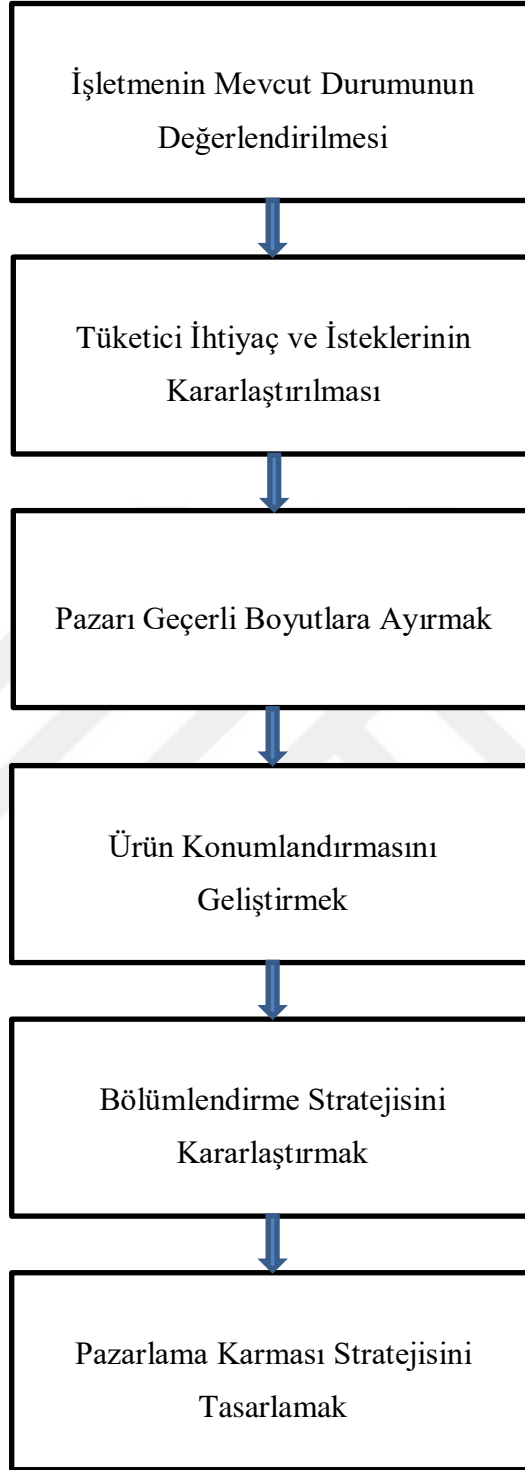 İşletmenin Mevcut Durumunun
Değerlendirilmesi
Tüketici İhtiyaç ve İsteklerinin
Kararlaştırılması
Pazarı Geçerli Boyutlara Ayırmak
Ürün Konumlandırmasını
Geliştirmek
Bölümlendirme Stratejisini
Kararlaştırmak
Pazarlama Karması Stratejisini
Tasarlamak